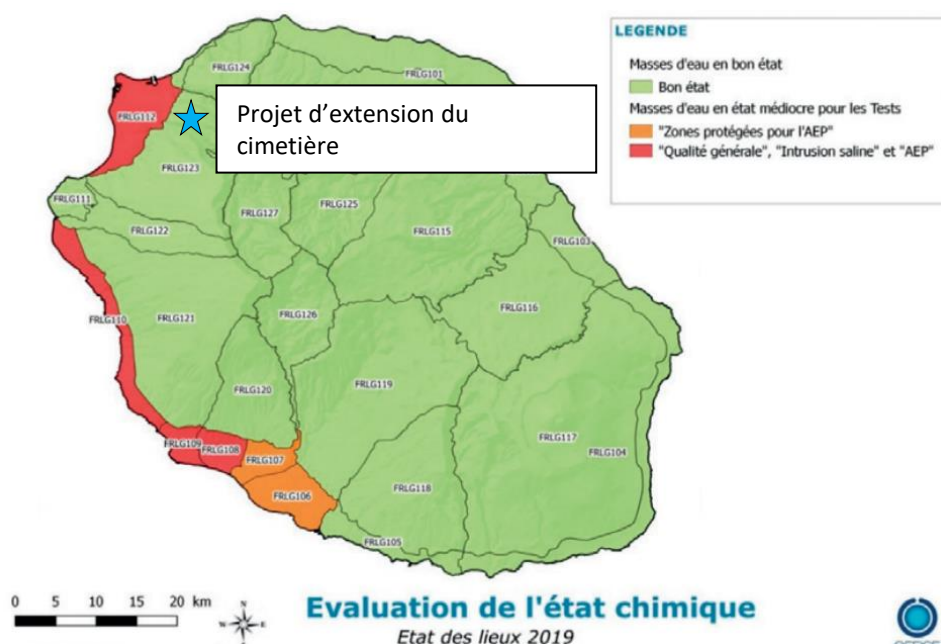 FRLG124
FRLG101
FRLG112
Projet d'extension du
cimetière
FRLG123
FRLG111
FRLG127
FRLG125
FRLG122
FRLG115
FRLG103
FRLG110
FRLG121
FRLG126
FRLG116
FRLG119
FRLG120
FRLG117
FRLG104
FRLG109
FRLG108
FRLG107
FRLG106
FRLG118
FRLG105
LEGENDE
Masses d'eau en bon état
Bon état
Masses d'eau en état médiocre pour les Tests
"Zones protégées pour l'AEP"
"Qualité générale", "Intrusion saline" et "AEP"
0 5 10 15 20 km
N
E
S
Evaluation de l'état chimique
Etat des lieux 2019